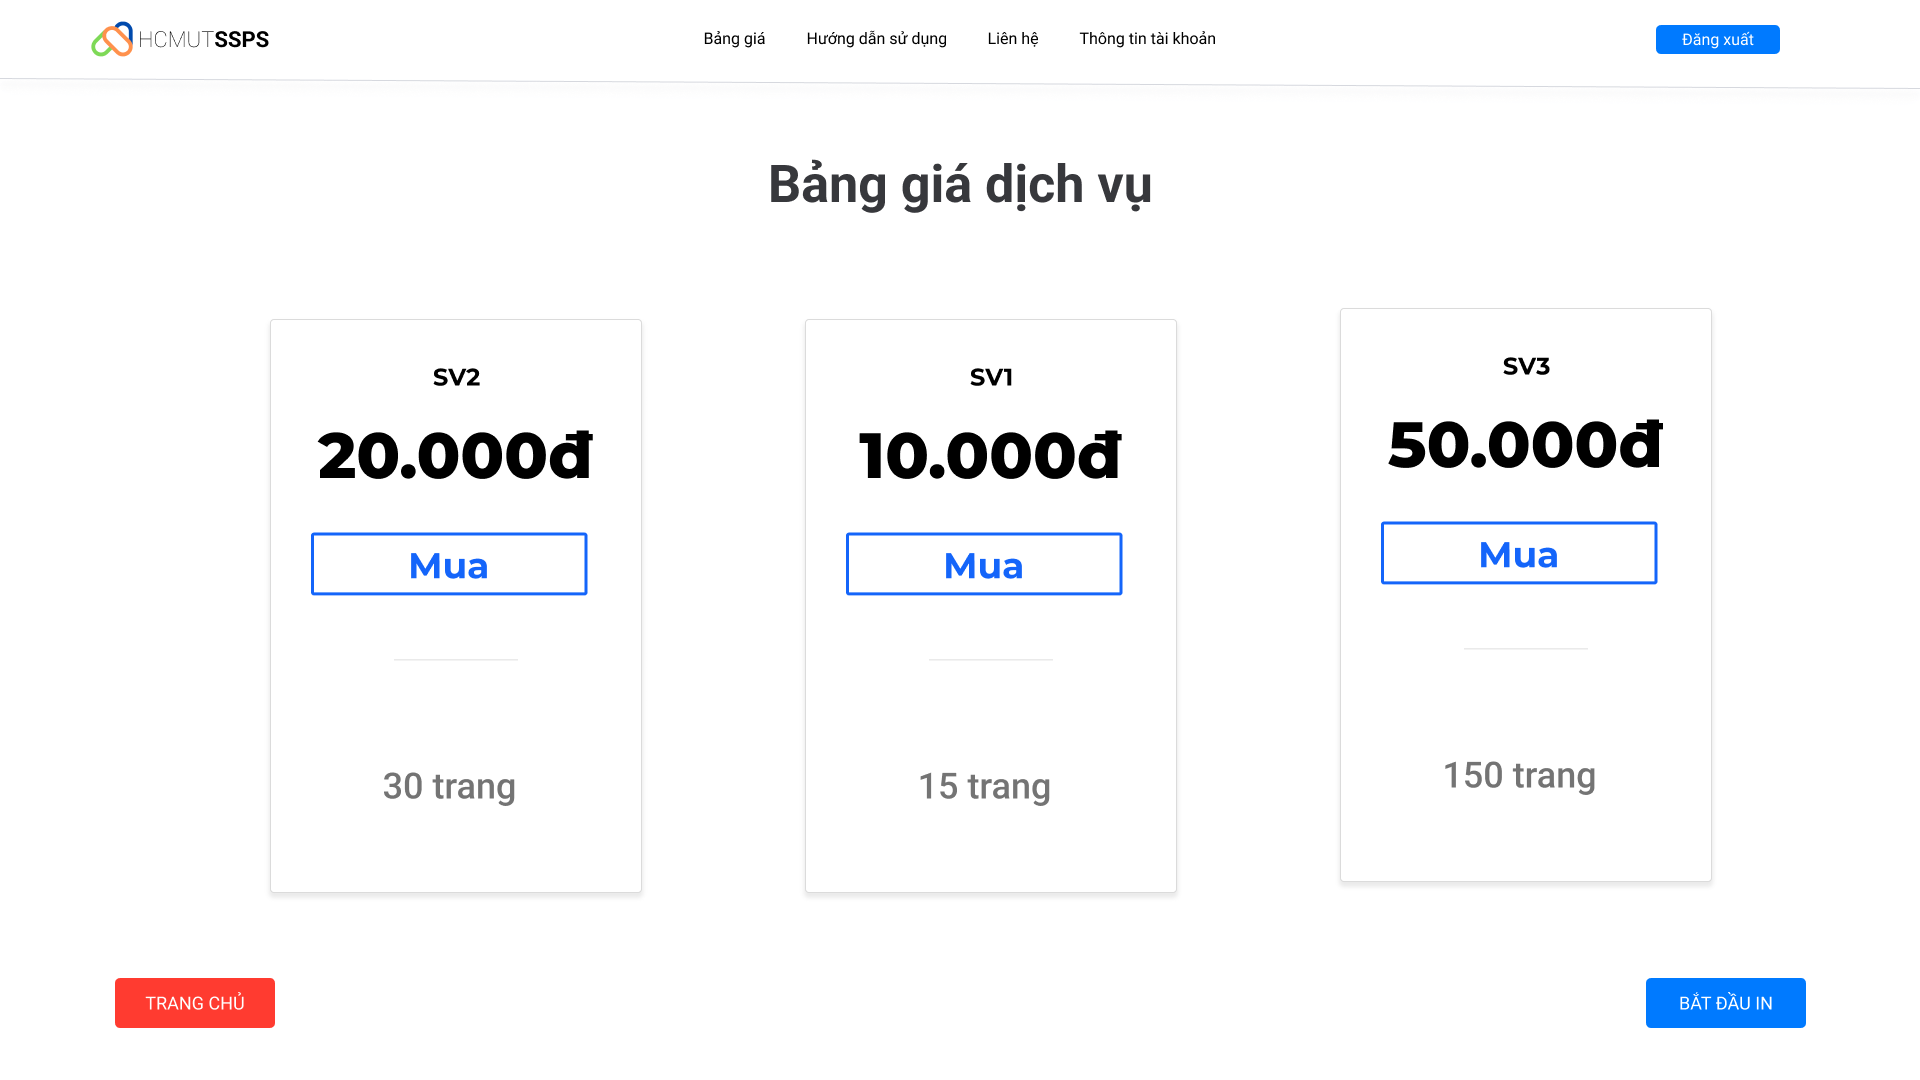 HCMUTSSPS
Bảng giá
Hướng dẫn sử dụng
Liên hệ
Thông tin tài khoản
Đăng xuất
Bảng giá dịch vụ
SV2
20.000đ
Mua
30 trang
SV1
10.000đ
Mua
15 trang
SV3
50.000đ
Mua
150 trang
TRANG CHỦ
BẮT ĐẦU IN